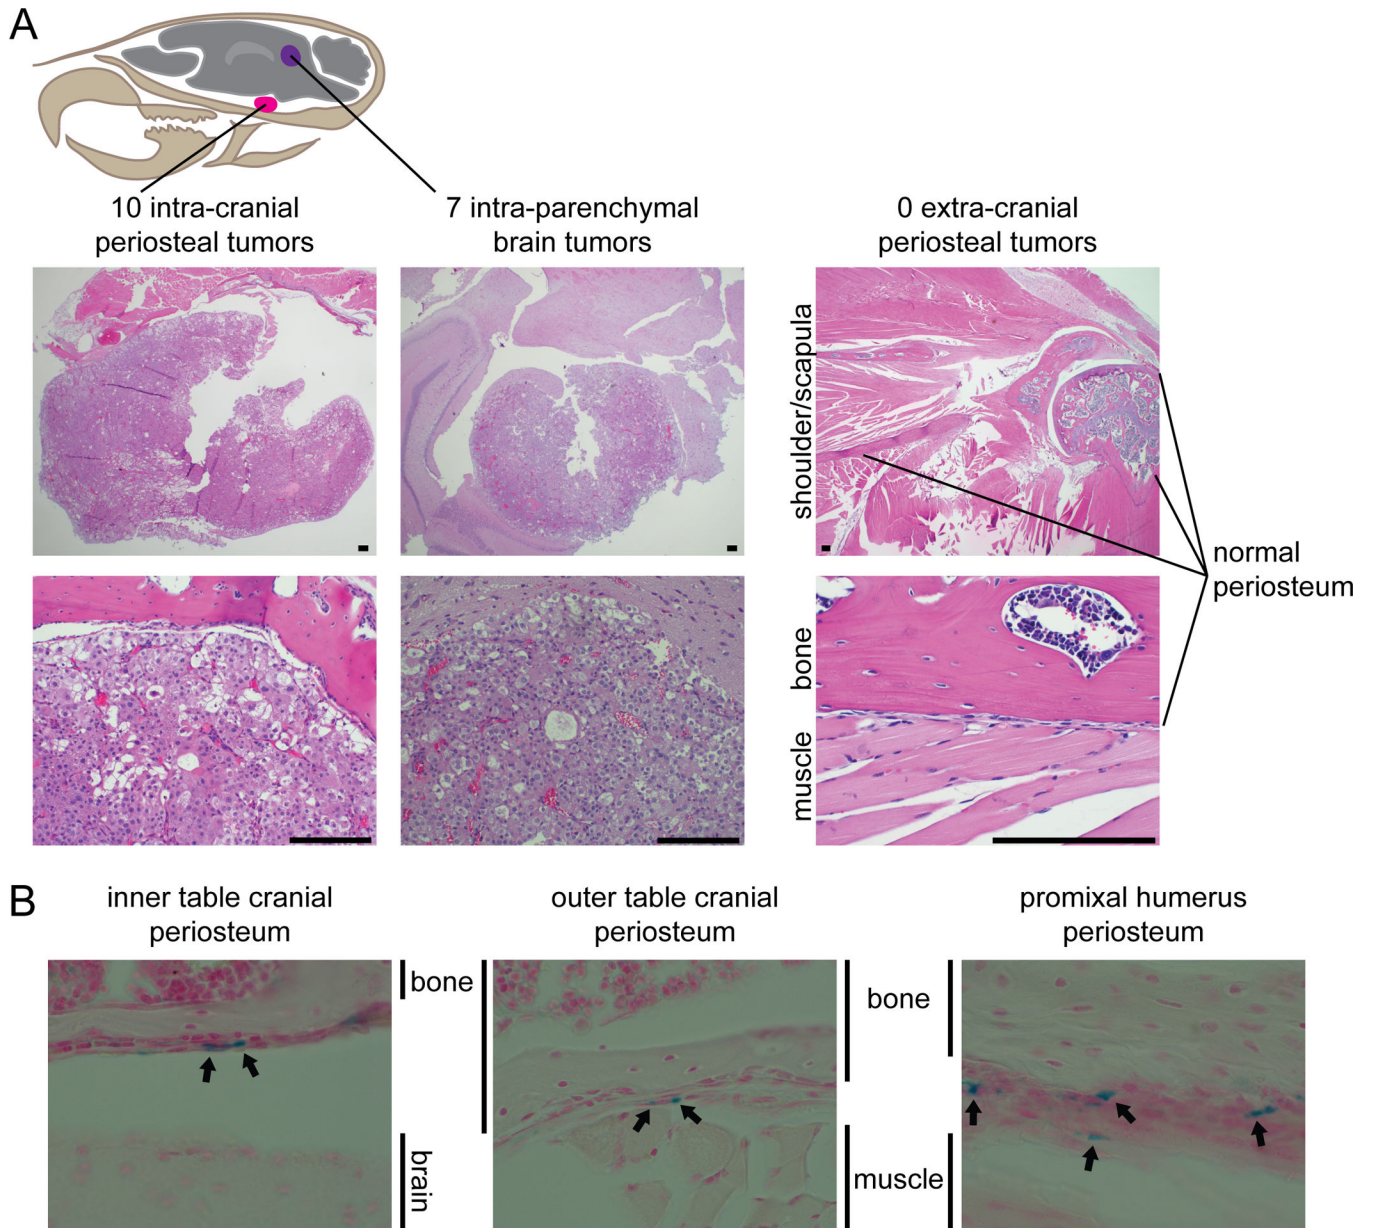 A
10 intra-cranial
periosteal tumors
7 intra-parenchymal
brain tumors
0 extra-cranial
periosteal tumors
shoulder/scapula
normal
periosteum
bone
muscle
B
inner table cranial
periosteum
outer table cranial
periosteum
promixal humerus
periosteum
bone
brain
bone
muscle